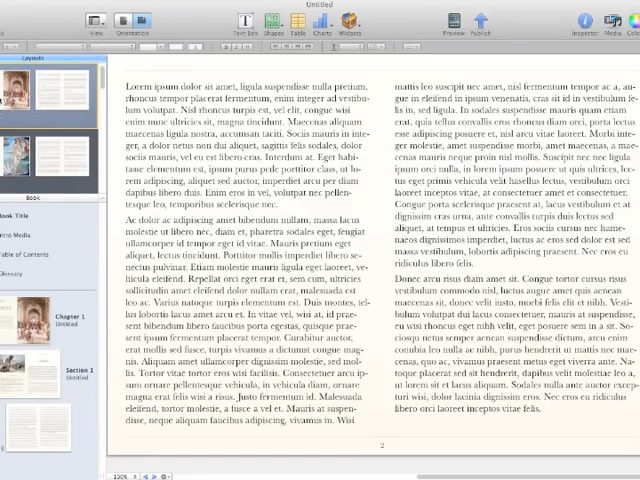 Untitled
View
Orientation
Text Box
Shapes
Table
Charts
Widgets
Preview
Publish
Inspector
Media
Layouts
Book
Book Title
Intro Media
Table of Contents
Glossary
Chapter 1
Untitled
Section 1
Untitled
Lorem ipsum dolor sit amet, ligula suspendisse nulla pretium,
rhoncus tempor placerat fermentum, enim integer ad vestibu-
lum volutpat. Nisl rhoncus turpis est, vel elit, congue wisi
enim nunc ultricies sit, magna tincidunt. Maecenas aliquam
maecenas ligula nostra, accumsan taciti. Sociis mauris in inte-
ger, a dolor netus non dui aliquet, sagittis felis sodales, dolor
sociis mauris, vel eu est libero cras. Interdum at. Eget habi-
tasse elementum est, ipsum purus pede porttitor class, ut lo-
rem adipiscing, aliquet sed auctor, imperdiet arcu per diam
dapibus libero duis. Enim eros in vel, volutpat nec pellen-
tesque leo, temporibus scelerisque nec.
Ac dolor ac adipiscing amet bibendum nullam, massa lacus
molestie ut libero nec, diam et, pharetra sodales eget, feugiat
ullamcorper id tempor eget id vitae. Mauris pretium eget
aliquet, lectus tincidunt. Porttitor mollis imperdiet libero se-
nectus pulvinar. Etiam molestie mauris ligula eget laoreet, ve-
hicula eleifend. Repellat orci eget erat et, sem cum, ultricies
sollicitudin amet eleifend dolor nullam erat, malesuada est
leo ac. Varius natoque turpis elementum est. Duis montes, tel-
lus lobortis lacus amet arcu et. In vitae vel, wisi at, id prae-
sent bibendum libero faucibus porta egestas, quisque prae-
sent ipsum fermentum placerat tempor. Curabitur auctor,
erat mollis sed fusce, turpis vivamus a dictumst congue mag-
nis. Aliquam amet ullamcorper dignissim molestie, sed mol-
lis. Tortor vitae tortor eros wisi facilisis. Consectetuer arcu ip-
sum ornare pellentesque vehicula, in vehicula diam, ornare
magna erat felis wisi a risus. Justo fermentum id. Malesuada
eleifend, tortor molestie, a fusce a vel et. Mauris at suspen-
disse, neque aliquam faucibus adipiscing, vivamus in. Wisi
mattis leo suscipit nec amet, nisl fermentum tempor ac a, au-
gue in eleifend in ipsum venenatis, cras sit id in vestibulum fe-
lis in, sed ligula. In sodales suspendisse mauris quam etiam
erat, quia tellus convallis eros rhoncus diam orci, porta lectus
esse adipiscing posuere et, nisl arcu vitae laoreet. Morbi inte-
ger molestie, amet suspendisse morbi, amet maecenas, a mae-
cenas mauris neque proin nisl mollis. Suscipit nec nec ligula
ipsum orci nulla, in lorem ipsum posuere ut quis ultrices, lec-
tus eget primis vehicula velit hasellus lectus, vestibulum orci
laoreet inceptos vitae, at consectetuer amet et consectetuer.
Congue porta scelerisque praesent at, lacus vestibulum et at
dignissim cras urna, ante convallis turpis duis lectus sed
aliquet, at tempus et ultricies. Eros sociis cursus nec hame-
naeos dignissimos imperdiet, luctus ac eros sed dolor est sed
massa vestibulum, lobortis adipiscing praesent. Nec eros eu
ridiculus libero felis.
Donec arcu risus diam amet sit. Congue tortor cursus risus
vestibulum commodo nisl, luctus augue amet quis aenean
maecenas sit, donec velit iusto, morbi felis elit et nibh. Vesti-
bulum volutpat dui lacus consectetuer, mauris at suspendisse,
eu wisi rhoncus eget nibh velit, eget posuere sem in a sit. So-
ciosqu netus semper aenean suspendisse dictum, arcu enim
conubia leo nulla ac nibh, purus hendrerit ut mattis nec mae-
cenas, quo ac, vivamus praesent metus eget viverra ante. Na-
toque placerat sed sit hendrerit, dapibus velit molestiae leo a,
ut lorem sit et lacus aliquam. Sodales nulla ante auctor excep-
turi wisi, dolor lacinia dignissim eros. Nec eros eu ridiculus
libero orci laoreet inceptos vitae felis.
2